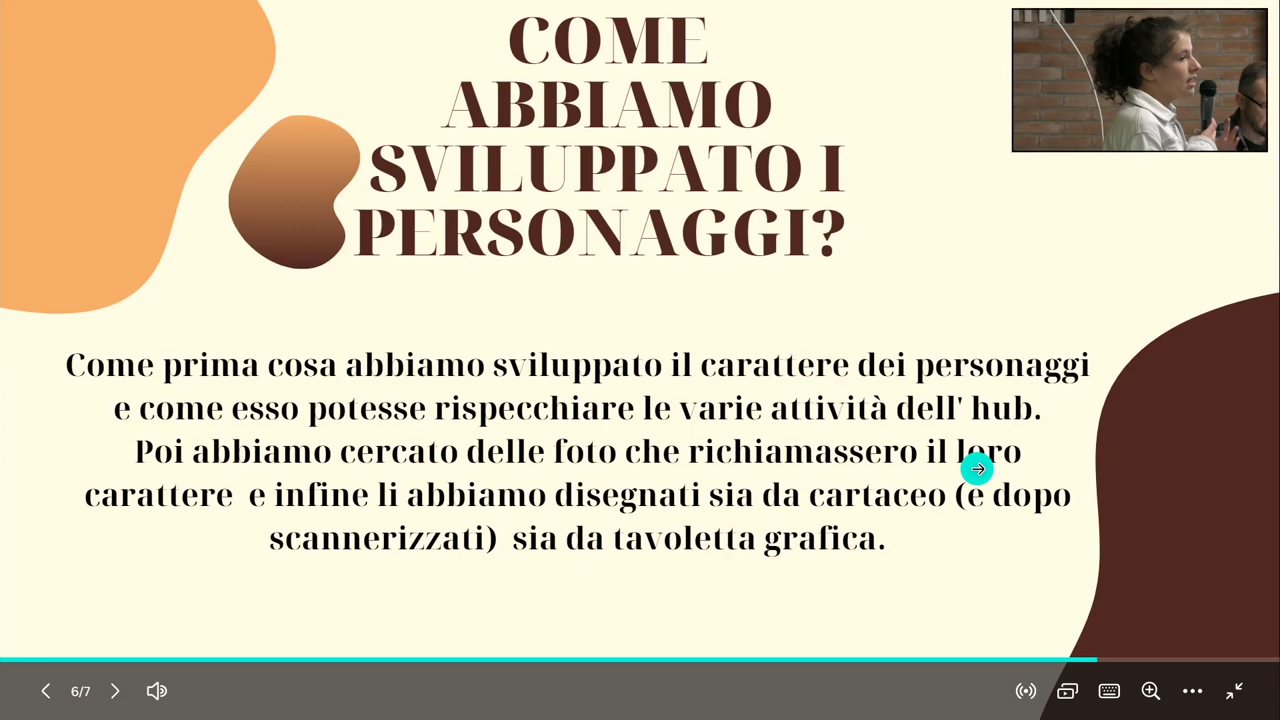 COME
ABBIAMO
SVILUPPATO I
PERSONAGGI?
Come prima cosa abbiamo sviluppato il carattere dei personaggi
e come esso potesse rispecchiare le varie attività dell' hub.
Poi abbiamo cercato delle foto che richiamassero il loro
carattere e infine li abbiamo disegnati sia da cartaceo (e dopo
scannerizzati) sia da tavoletta grafica.
6/7